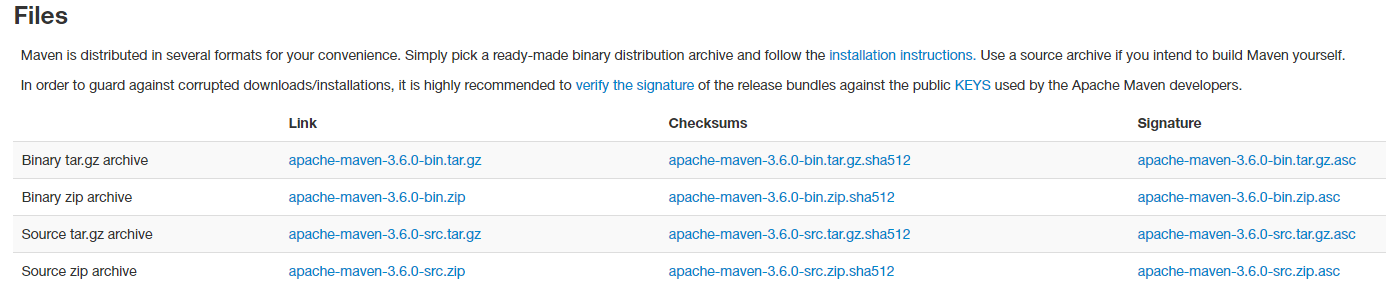 Files
Maven is distributed in several formats for your convenience. Simply pick a ready-made binary distribution archive and follow the installation instructions. Use a source archive if you intend to build Maven yourself.
In order to guard against corrupted downloads/installations, it is highly recommended to verify the signature of the release bundles against the public KEYS used by the Apache Maven developers.
Link Checksums Signature
Binary tar.gz archive apache-maven-3.6.0-bin.tar.gz apache-maven-3.6.0-bin.tar.gz.sha512 apache-maven-3.6.0-bin.tar.gz.asc
Binary zip archive apache-maven-3.6.0-bin.zip apache-maven-3.6.0-bin.zip.sha512 apache-maven-3.6.0-bin.zip.asc
Source tar.gz archive apache-maven-3.6.0-src.tar.gz apache-maven-3.6.0-src.tar.gz.sha512 apache-maven-3.6.0-src.tar.gz.asc
Source zip archive apache-maven-3.6.0-src.zip apache-maven-3.6.0-src.zip.sha512 apache-maven-3.6.0-src.zip.asc